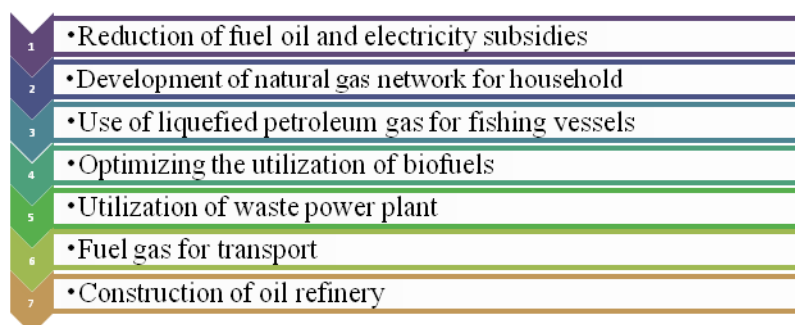 1 •Reduction of fuel oil and electricity subsidies
2 •Development of natural gas network for household
3 •Use of liquefied petroleum gas for fishing vessels
4 •Optimizing the utilization of biofuels
5 •Utilization of waste power plant
6 •Fuel gas for transport
7 •Construction of oil refinery